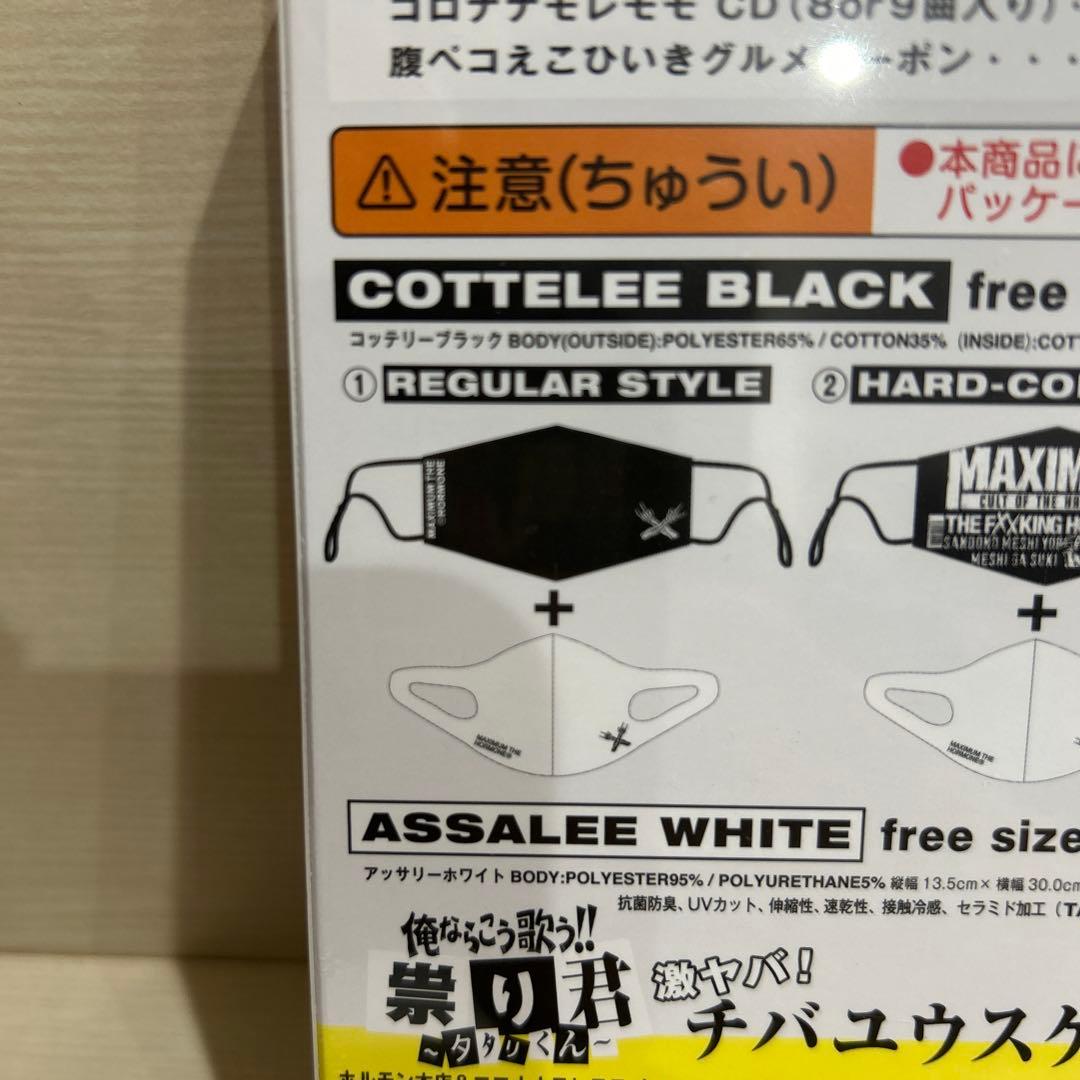 コロナナモレモモ CD(8or9曲入り)・
腹ペコえこひいきグルメクーポン・・・
⚠注意(ちゅうい)
●本商品は
パッケー
COTTELEE BLACK free
コッテリーブラック BODY(OUTSIDE):POLYESTER65% / COTTON35% (INSIDE):COT
① REGULAR STYLE
② HARD-CO
MAXIMUM THE
HORMONE
MAXIM
CULT OF THE HA
THE FXXKING H
SANDONO MESHI YOR
MESHI GA SUKI
+
+
MAXIMUM THE
HORMONE®
MAXIMUM THE
HORMONE®
ASSALEE WHITE free size
アッサリーホワイト BODY:POLYESTER95% / POLYURETHANE5% 縦幅 13.5cm× 横幅 30.0cm
抗菌防臭、UVカット、伸縮性、速乾性、接触冷感、セラミド加工(TA
俺ならこう歌う!!
祟り君
~タタリくん~
激ヤバ!
チバユウスケ